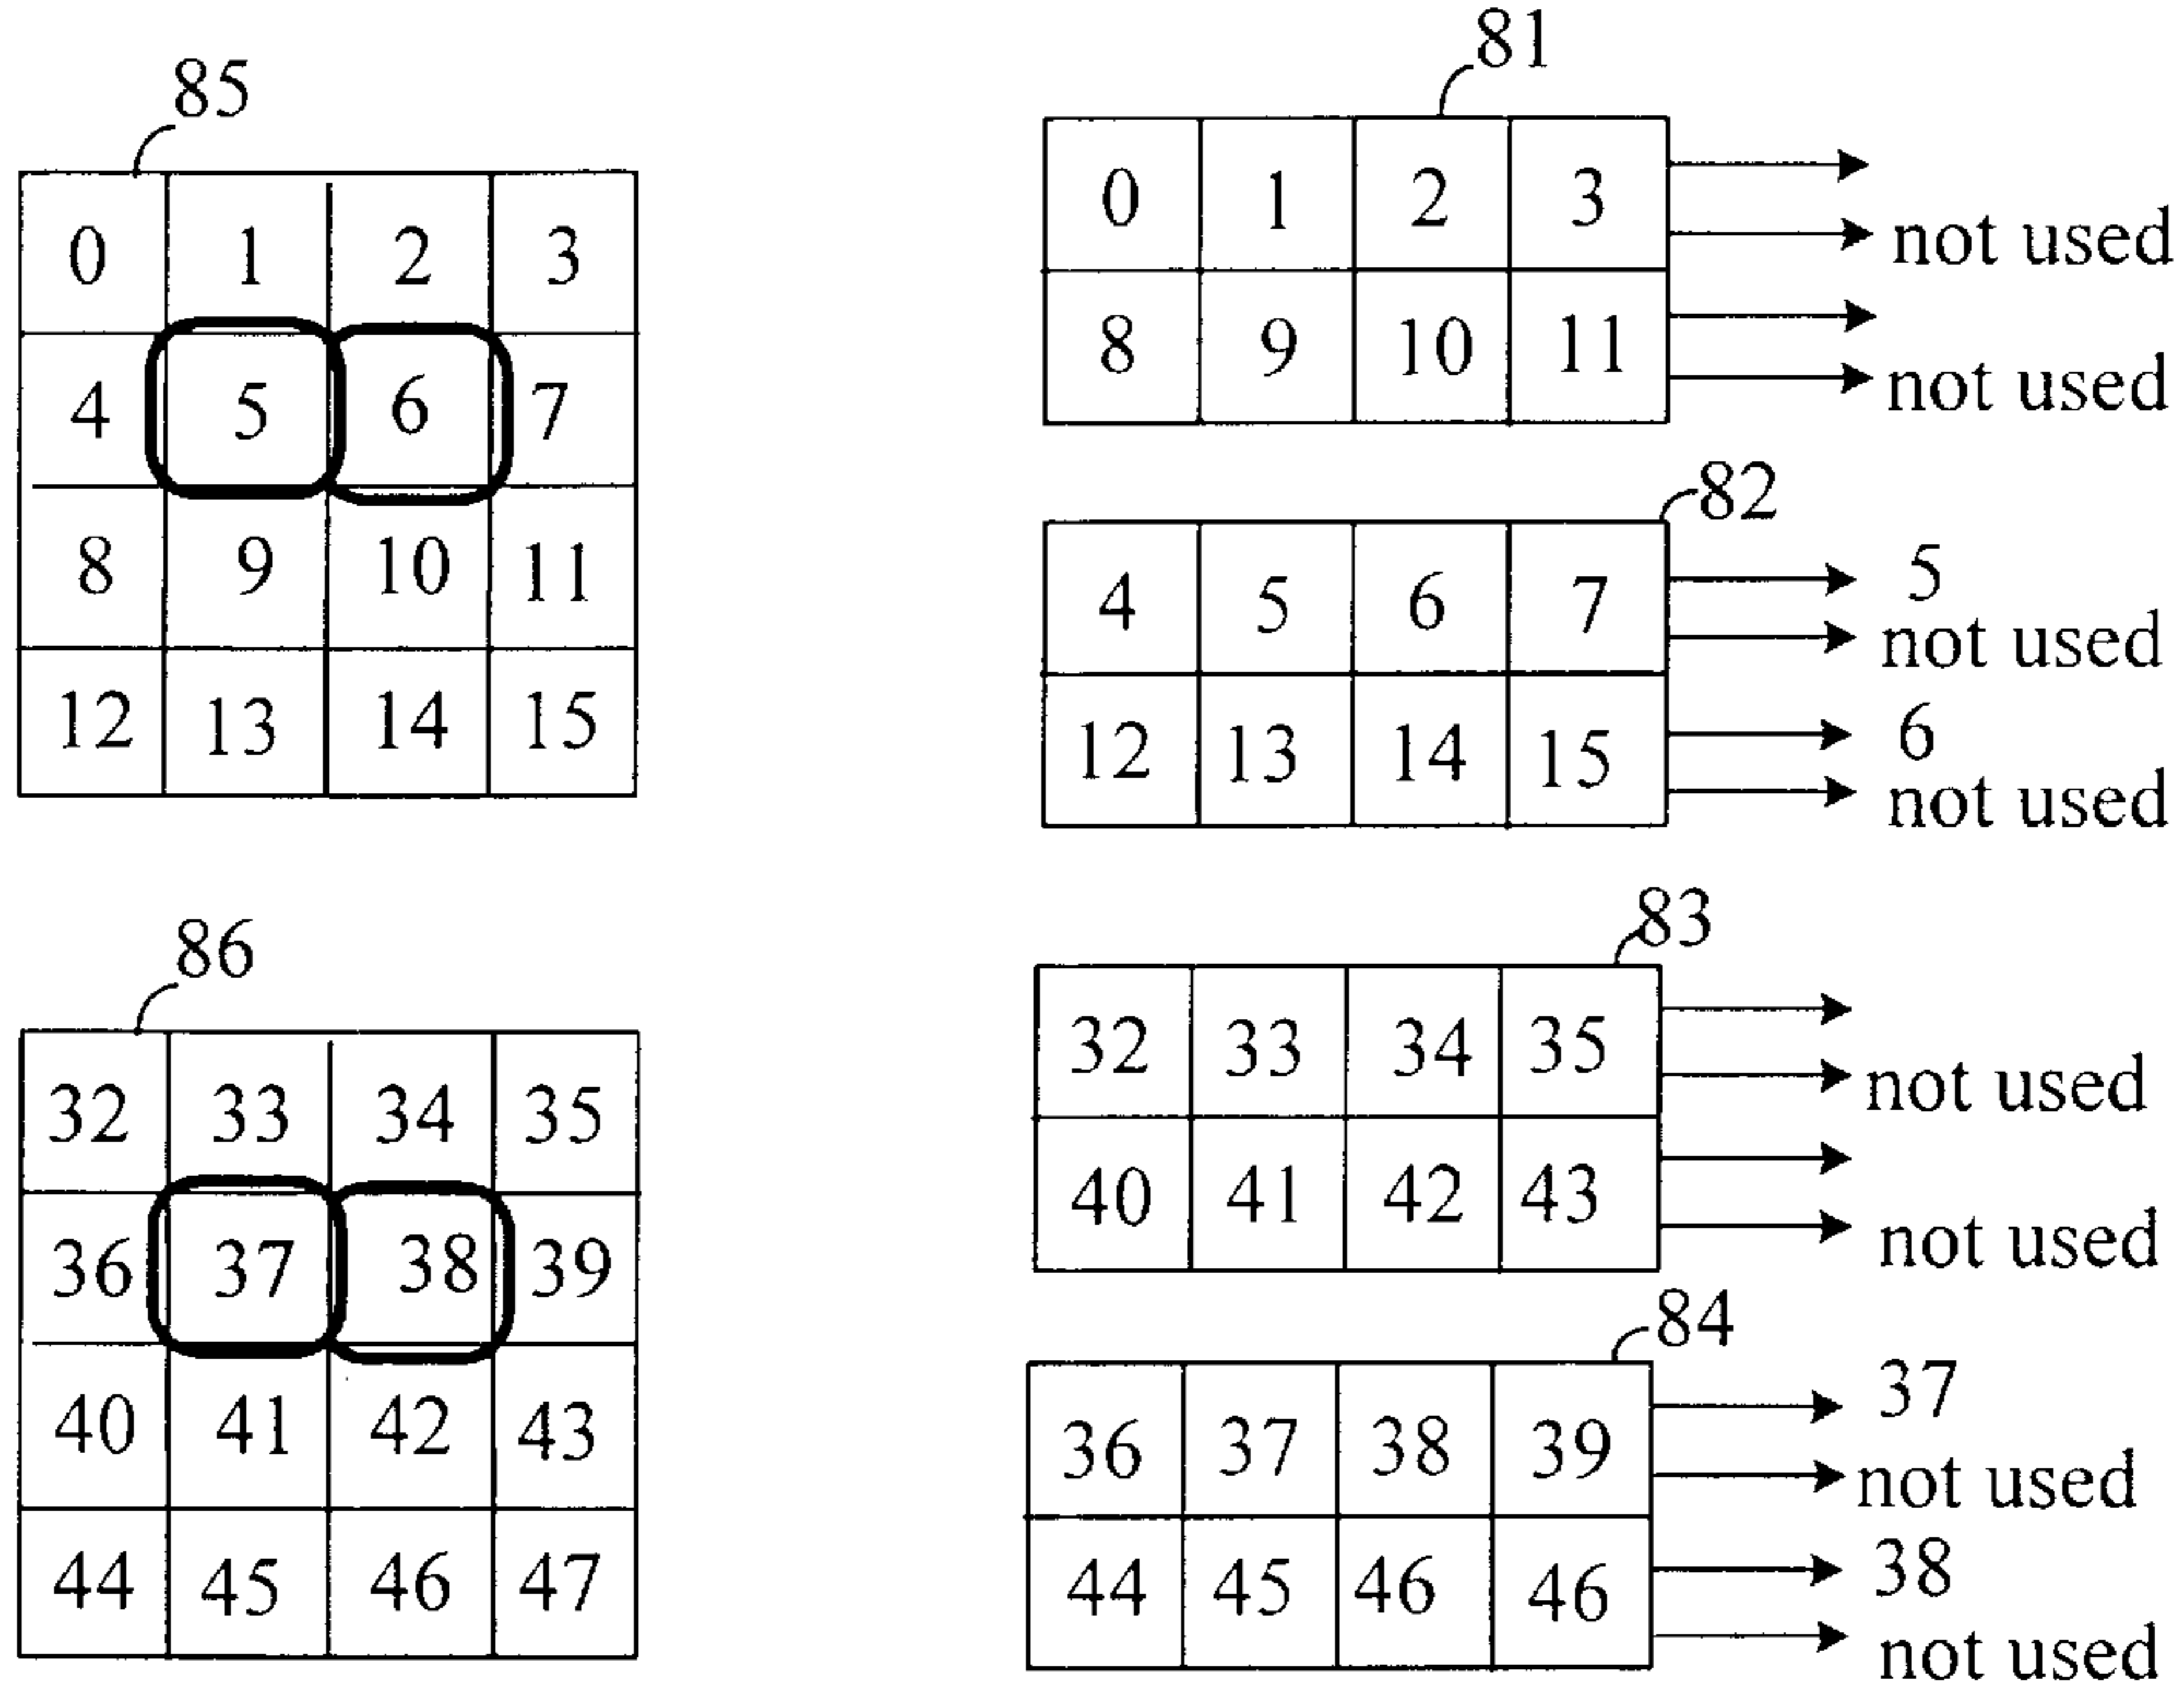 85
0 1 2 3
4 5 6 7
8 9 10 11
12 13 14 15
81
0 1 2 3
not used
8 9 10 11
not used
82
4 5 6 7
5
not used
12 13 14 15
6
not used
86
32 33 34 35
36 37 38 39
40 41 42 43
44 45 46 47
83
32 33 34 35
not used
40 41 42 43
not used
84
36 37 38 39
37
not used
44 45 46 46
38
not used